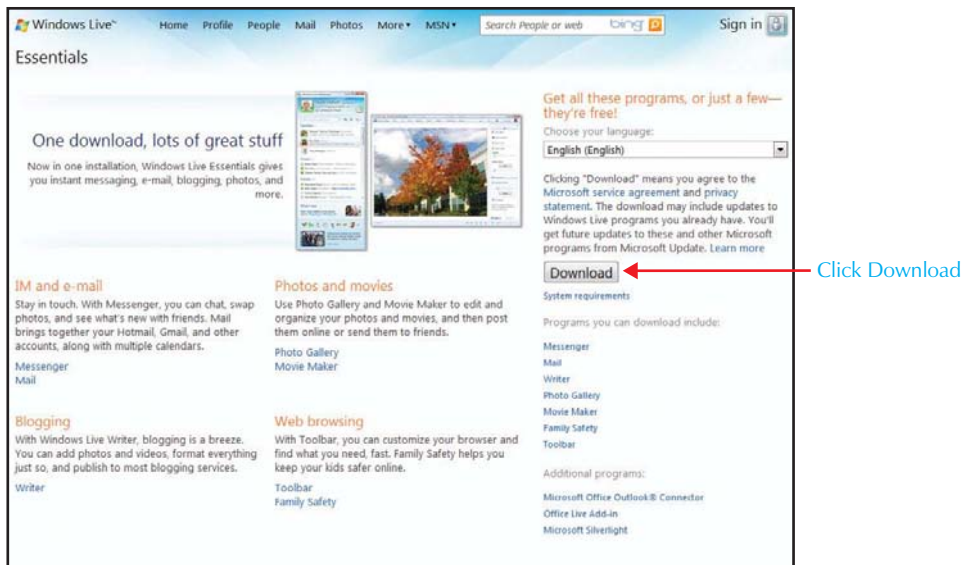 Windows Live™ Home Profile People Mail Photos More MSN Search People or web bing Sign in
Essentials
One download, lots of great stuff
Now in one installation, Windows Live Essentials gives
you instant messaging, e-mail, blogging, photos, and
more.
Get all these programs, or just a few—
they're free!
Choose your language:
English (English)
Clicking "Download" means you agree to the
Microsoft service agreement and privacy
statement. The download may include updates to
Windows Live programs you already have. You'll
get future updates to these and other Microsoft
programs from Microsoft Update. Learn more
Download
Click Download
System requirements
Programs you can download include:
Messenger
Mail
Writer
Photo Gallery
Movie Maker
Family Safety
Toolbar
Additional programs:
Microsoft Office Outlook® Connector
Office Live Add-in
Microsoft Silverlight
IM and e-mail
Stay in touch. With Messenger, you can chat, swap
photos, and see what's new with friends. Mail
brings together your Hotmail, Gmail, and other
accounts, along with multiple calendars.
Messenger
Mail
Photos and movies
Use Photo Gallery and Movie Maker to edit and
organize your photos and movies, and then post
them online or send them to friends.
Photo Gallery
Movie Maker
Blogging
With Windows Live Writer, blogging is a breeze.
You can add photos and videos, format everything
just so, and publish to most blogging services.
Writer
Web browsing
With Toolbar, you can customize your browser and
find what you need, fast. Family Safety helps you
keep your kids safer online.
Toolbar
Family Safety